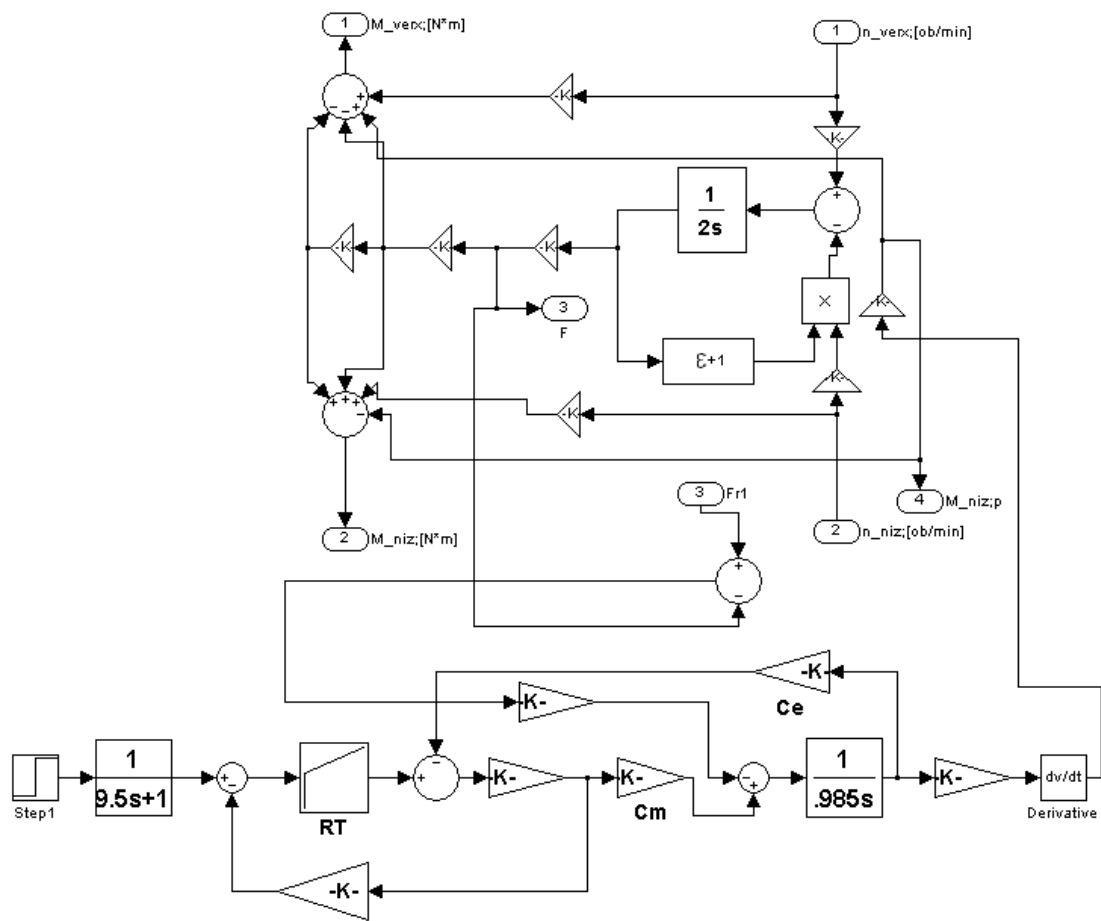 1
M_verx;[N*m]
1
n_verx;[ob/min]
-K-
-K-
1
2s
-K-
-K-
-K-
×
-K-
3
F
ε+1
-K-
-K-
3
Fr1
4
M_niz;p
2
M_niz;[N*m]
2
n_niz;[ob/min]
-K-
Ce
-K-
Step1
1
9.5s+1
RT
-K-
-K-
Cm
1
.985s
-K-
dv/dt
Derivative
-K-